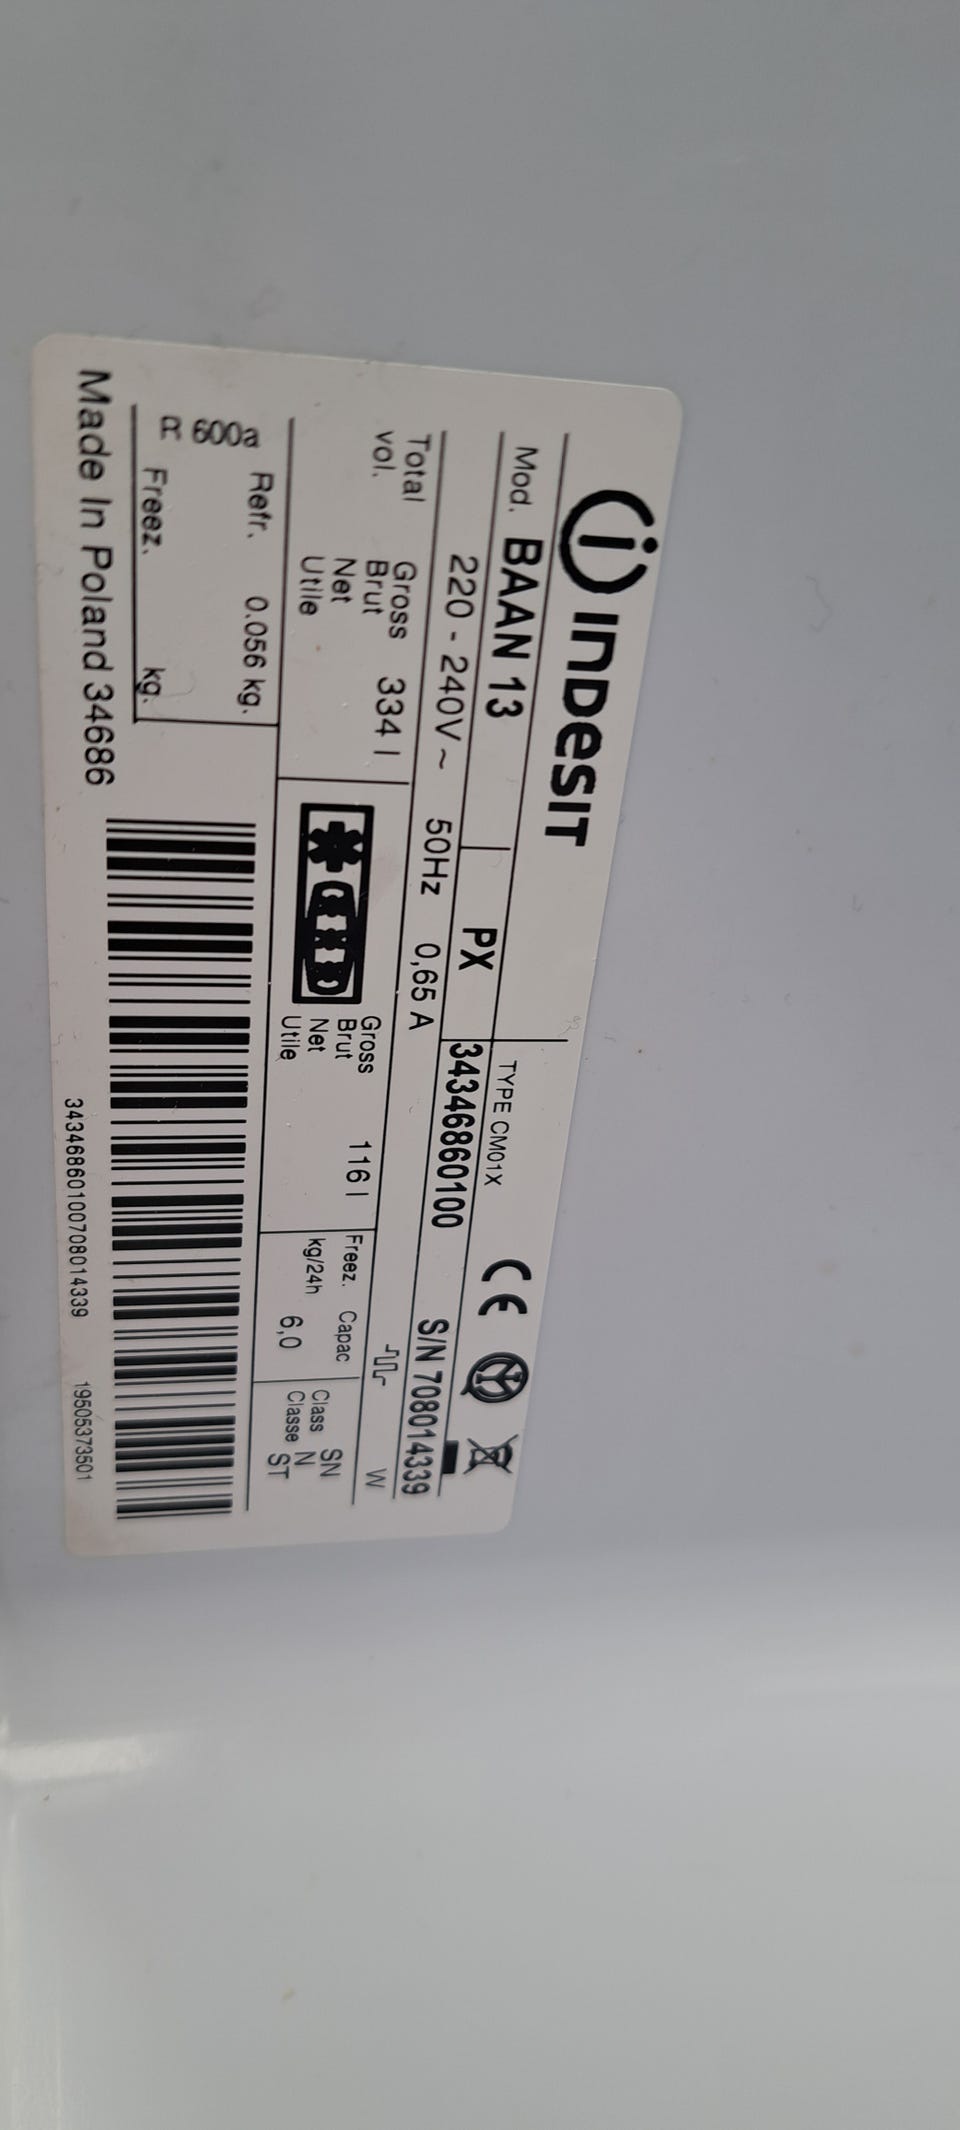 INDESIT
TYPE CM01X
Mod. BAAN 13 PX 34346860100 S/N 708014339
220 - 240V ~ 50Hz 0,65 A W
Total vol. Gross Brut 334 l
Net Utile
Gross Brut 116 l
Net Utile
Freez. Capac
kg/24h 6,0
Class Classe SN N ST
Refr. 0.056 kg.
R 600a
Freez. kg.
Made In Poland 34686
34346860100708014339 19505373501